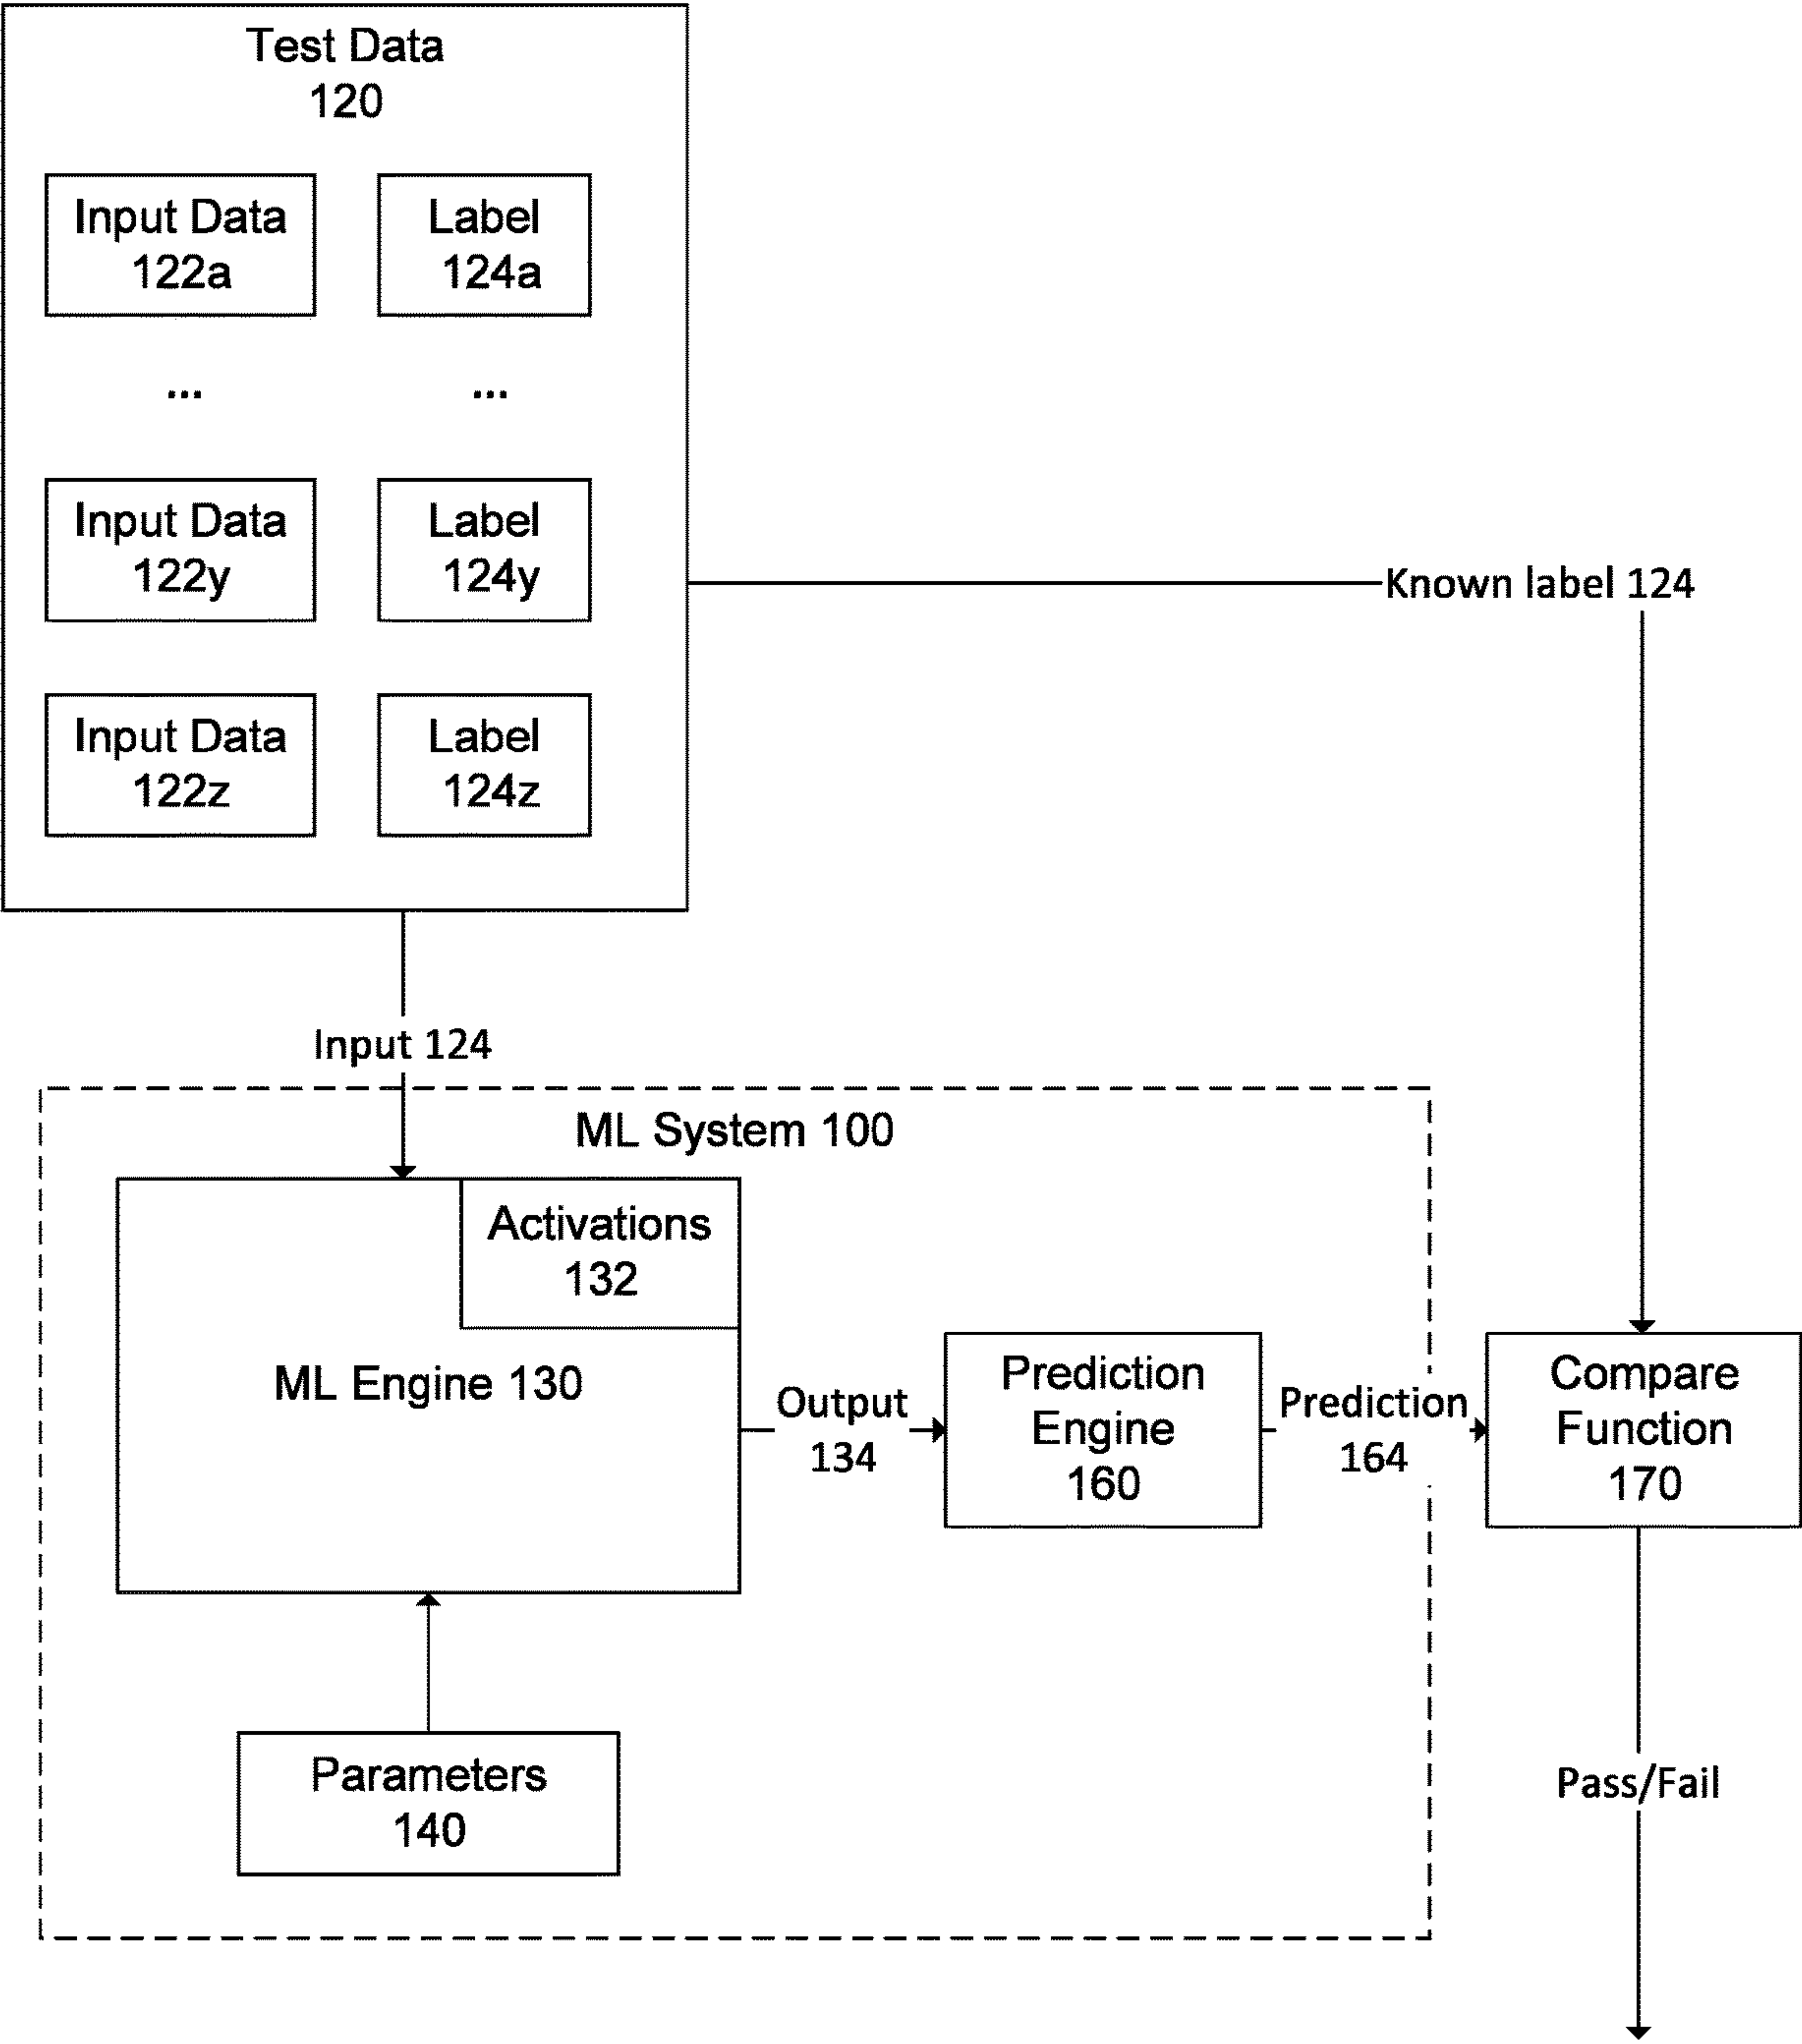 Test Data
120
Input Data
122a
Label
124a
...
...
Input Data
122y
Label
124y
Known label 124
Input Data
122z
Label
124z
Input 124
ML System 100
Activations
132
ML Engine 130
Output
134
Prediction
Engine
160
Prediction
164
Compare
Function
170
Parameters
140
Pass/Fail